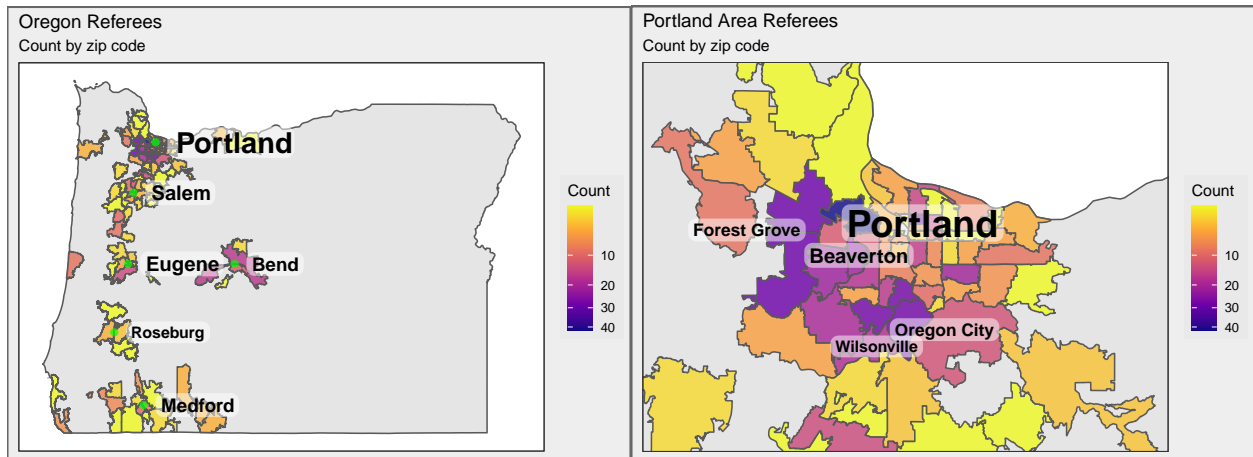 Oregon Referees
Count by zip code
Portland
Salem
Eugene
Bend
Roseburg
Medford
Count
10
20
30
40
Portland Area Referees
Count by zip code
Portland
Forest Grove
Beaverton
Oregon City
Wilsonville
Count
10
20
30
40